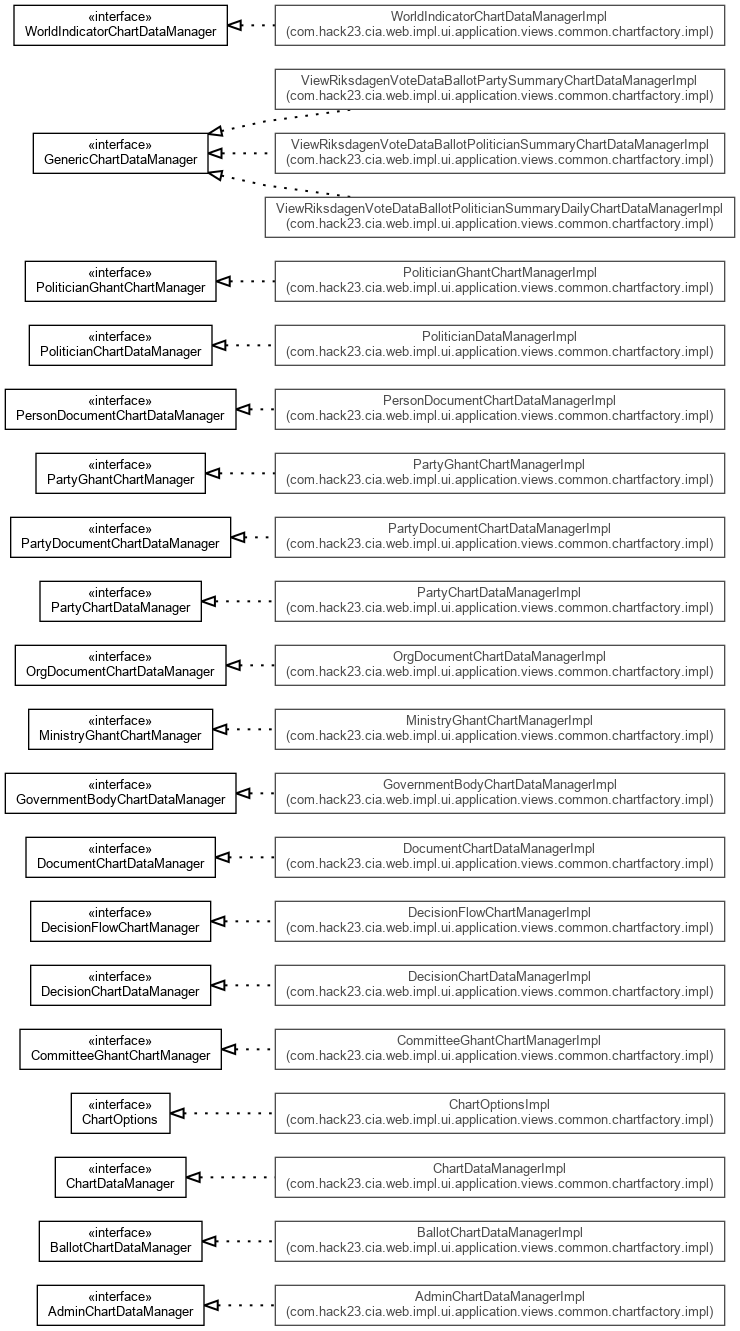 «interface»
WorldIndicatorChartDataManager
WorldIndicatorChartDataManagerImpl
(com.hack23.cia.web.impl.ui.application.views.common.chartfactory.impl)
ViewRiksdagenVoteDataBallotPartySummaryChartDataManagerImpl
(com.hack23.cia.web.impl.ui.application.views.common.chartfactory.impl)
«interface»
GenericChartDataManager
ViewRiksdagenVoteDataBallotPoliticianSummaryChartDataManagerImpl
(com.hack23.cia.web.impl.ui.application.views.common.chartfactory.impl)
ViewRiksdagenVoteDataBallotPoliticianSummaryDailyChartDataManagerImpl
(com.hack23.cia.web.impl.ui.application.views.common.chartfactory.impl)
«interface»
PoliticianGhantChartManager
PoliticianGhantChartManagerImpl
(com.hack23.cia.web.impl.ui.application.views.common.chartfactory.impl)
«interface»
PoliticianChartDataManager
PoliticianDataManagerImpl
(com.hack23.cia.web.impl.ui.application.views.common.chartfactory.impl)
«interface»
PersonDocumentChartDataManager
PersonDocumentChartDataManagerImpl
(com.hack23.cia.web.impl.ui.application.views.common.chartfactory.impl)
«interface»
PartyGhantChartManager
PartyGhantChartManagerImpl
(com.hack23.cia.web.impl.ui.application.views.common.chartfactory.impl)
«interface»
PartyDocumentChartDataManager
PartyDocumentChartDataManagerImpl
(com.hack23.cia.web.impl.ui.application.views.common.chartfactory.impl)
«interface»
PartyChartDataManager
PartyChartDataManagerImpl
(com.hack23.cia.web.impl.ui.application.views.common.chartfactory.impl)
«interface»
OrgDocumentChartDataManager
OrgDocumentChartDataManagerImpl
(com.hack23.cia.web.impl.ui.application.views.common.chartfactory.impl)
«interface»
MinistryGhantChartManager
MinistryGhantChartManagerImpl
(com.hack23.cia.web.impl.ui.application.views.common.chartfactory.impl)
«interface»
GovernmentBodyChartDataManager
GovernmentBodyChartDataManagerImpl
(com.hack23.cia.web.impl.ui.application.views.common.chartfactory.impl)
«interface»
DocumentChartDataManager
DocumentChartDataManagerImpl
(com.hack23.cia.web.impl.ui.application.views.common.chartfactory.impl)
«interface»
DecisionFlowChartManager
DecisionFlowChartManagerImpl
(com.hack23.cia.web.impl.ui.application.views.common.chartfactory.impl)
«interface»
DecisionChartDataManager
DecisionChartDataManagerImpl
(com.hack23.cia.web.impl.ui.application.views.common.chartfactory.impl)
«interface»
CommitteeGhantChartManager
CommitteeGhantChartManagerImpl
(com.hack23.cia.web.impl.ui.application.views.common.chartfactory.impl)
«interface»
ChartOptions
ChartOptionsImpl
(com.hack23.cia.web.impl.ui.application.views.common.chartfactory.impl)
«interface»
ChartDataManager
ChartDataManagerImpl
(com.hack23.cia.web.impl.ui.application.views.common.chartfactory.impl)
«interface»
BallotChartDataManager
BallotChartDataManagerImpl
(com.hack23.cia.web.impl.ui.application.views.common.chartfactory.impl)
«interface»
AdminChartDataManager
AdminChartDataManagerImpl
(com.hack23.cia.web.impl.ui.application.views.common.chartfactory.impl)